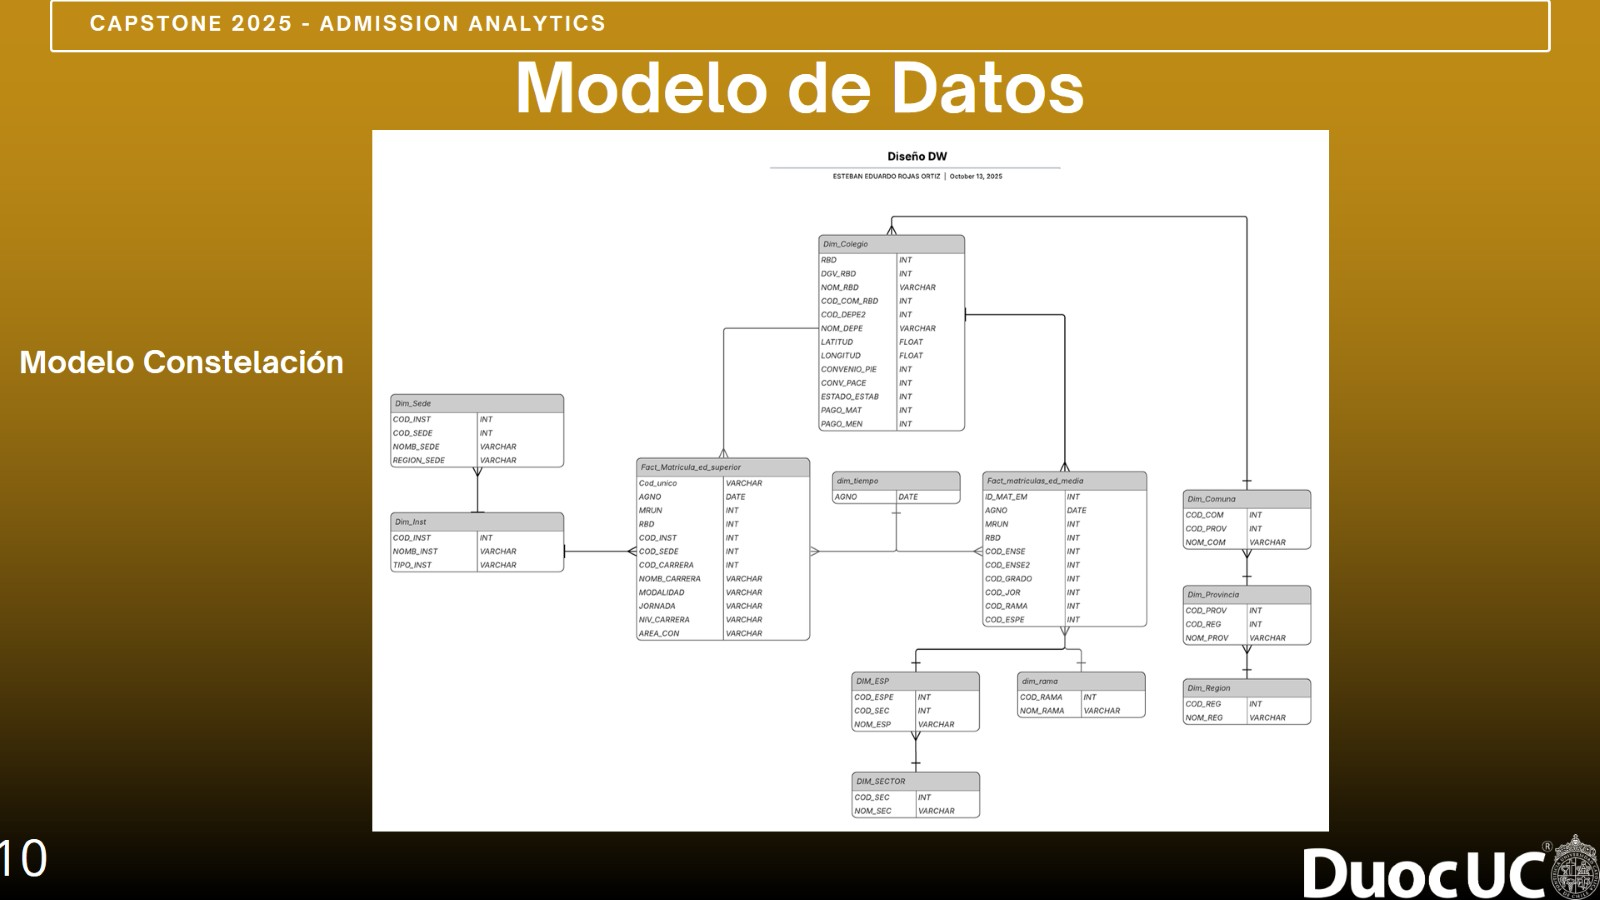 CAPSTONE 2025 - ADMISSION ANALYTICS
Modelo de Datos
Modelo Constelación
Diseño DW
ESTEBAN EDUARDO ROJAS ORTIZ | October 13, 2025
Dim_Colegio
RBD INT
DGV_RBD INT
NOM_RBD VARCHAR
COD_COM_RBD INT
COD_DEPE2 INT
NOM_DEPE VARCHAR
LATITUD FLOAT
LONGITUD FLOAT
CONVENIO_PIE INT
CONV_PACE INT
ESTADO_ESTAB INT
PAGO_MAT INT
PAGO_MEN INT
Dim_Sede
COD_INST INT
COD_SEDE INT
NOMB_SEDE VARCHAR
REGION_SEDE VARCHAR
Dim_Inst
COD_INST INT
NOMB_INST VARCHAR
TIPO_INST VARCHAR
Fact_Matricula_ed_superior
Cod_unico VARCHAR
AGNO DATE
MRUN INT
RBD INT
COD_INST INT
COD_SEDE INT
COD_CARRERA INT
NOMB_CARRERA VARCHAR
MODALIDAD VARCHAR
JORNADA VARCHAR
NIV_CARRERA VARCHAR
AREA_CON VARCHAR
dim_tiempo
AGNO DATE
Fact_matriculas_ed_media
ID_MAT_EM INT
AGNO DATE
MRUN INT
RBD INT
COD_ENSE INT
COD_ENSE2 INT
COD_GRADO INT
COD_JOR INT
COD_RAMA INT
COD_ESPE INT
Dim_Comuna
COD_COM INT
COD_PROV INT
NOM_COM VARCHAR
Dim_Provincia
COD_PROV INT
COD_REG INT
NOM_PROV VARCHAR
Dim_Region
COD_REG INT
NOM_REG VARCHAR
DIM_ESP
COD_ESPE INT
COD_SEC INT
NOM_ESP VARCHAR
dim_rama
COD_RAMA INT
NOM_RAMA VARCHAR
DIM_SECTOR
COD_SEC INT
NOM_SEC VARCHAR
10
DuocUC®